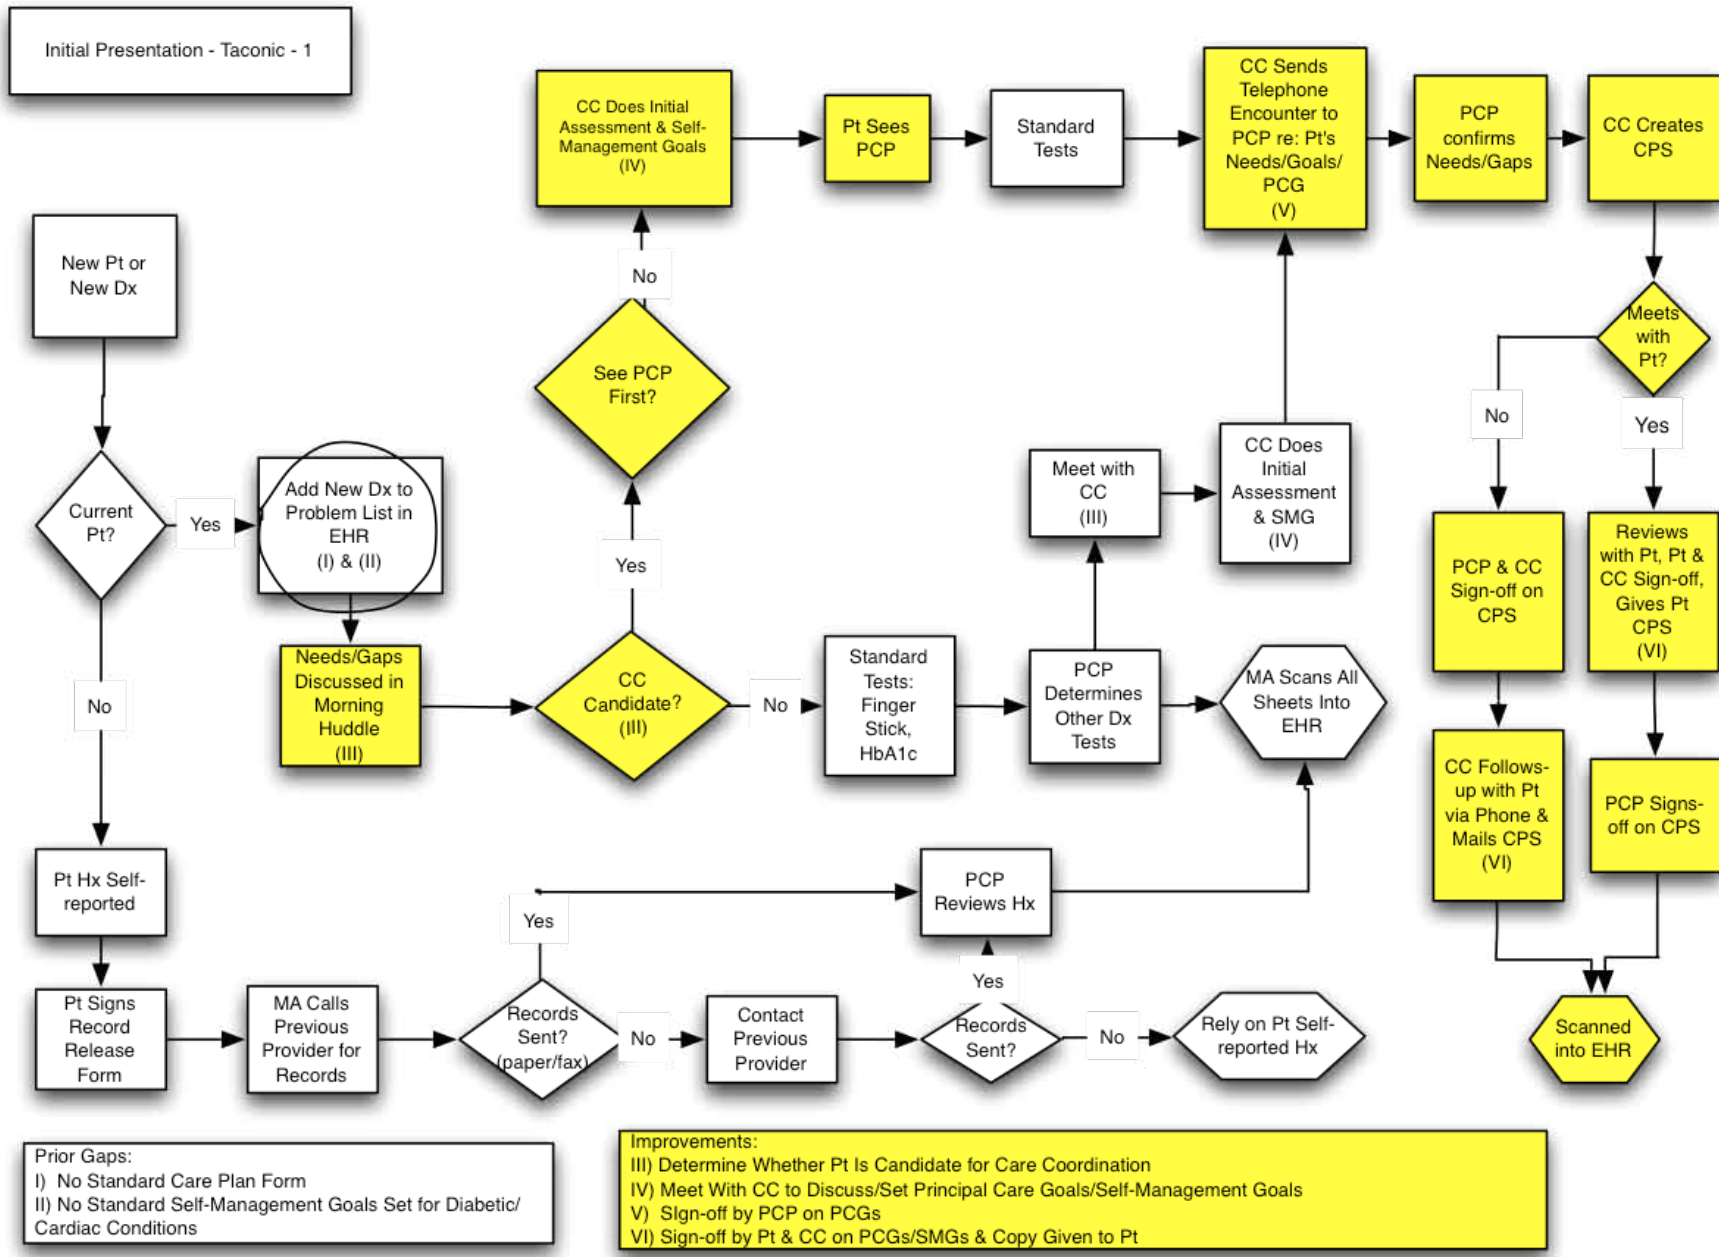 Initial Presentation - Taconic - 1
CC Does Initial
Assessment & Self-
Management Goals
(IV)
Pt Sees
PCP
Standard
Tests
CC Sends
Telephone
Encounter to
PCP re: Pt's
Needs/Goals/
PCG
(V)
PCP
confirms
Needs/Gaps
CC Creates
CPS
New Pt or
New Dx
No
See PCP
First?
Meets
with
Pt?
No
Yes
Current
Pt?
Yes
Add New Dx to
Problem List in
EHR
(I) & (II)
Yes
Meet with
CC
(III)
CC Does
Initial
Assessment
& SMG
(IV)
PCP & CC
Sign-off on
CPS
Reviews
with Pt, Pt &
CC Sign-off,
Gives Pt
CPS
(VI)
No
Needs/Gaps
Discussed in
Morning
Huddle
(III)
CC
Candidate?
(III)
No
Standard
Tests:
Finger
Stick,
HbA1c
PCP
Determines
Other Dx
Tests
MA Scans All
Sheets Into
EHR
CC Follows-
up with Pt
via Phone &
Mails CPS
(VI)
PCP Signs-
off on CPS
Pt Hx Self-
reported
Yes
PCP
Reviews Hx
Pt Signs
Record
Release
Form
MA Calls
Previous
Provider for
Records
Records
Sent?
(paper/fax)
No
Contact
Previous
Provider
Yes
Records
Sent?
No
Rely on Pt Self-
reported Hx
Scanned
into EHR
Prior Gaps:
I) No Standard Care Plan Form
II) No Standard Self-Management Goals Set for Diabetic/
Cardiac Conditions
Improvements:
III) Determine Whether Pt Is Candidate for Care Coordination
IV) Meet With CC to Discuss/Set Principal Care Goals/Self-Management Goals
V) SIgn-off by PCP on PCGs
VI) Sign-off by Pt & CC on PCGs/SMGs & Copy Given to Pt